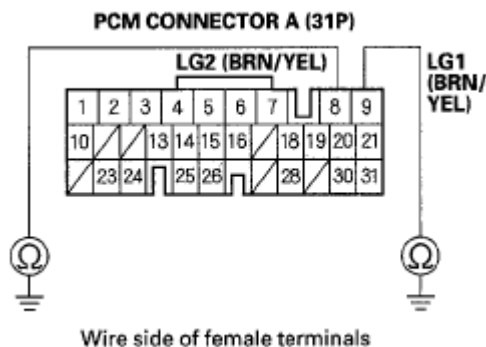 PCM CONNECTOR A (31P)
LG2 (BRN/YEL)
LG1
(BRN/
YEL)
1 2 3 4 5 6 7 8 9
10 13 14 15 16 18 19 20 21
23 24 25 26 28 30 31
Ω Ω
Wire side of female terminals